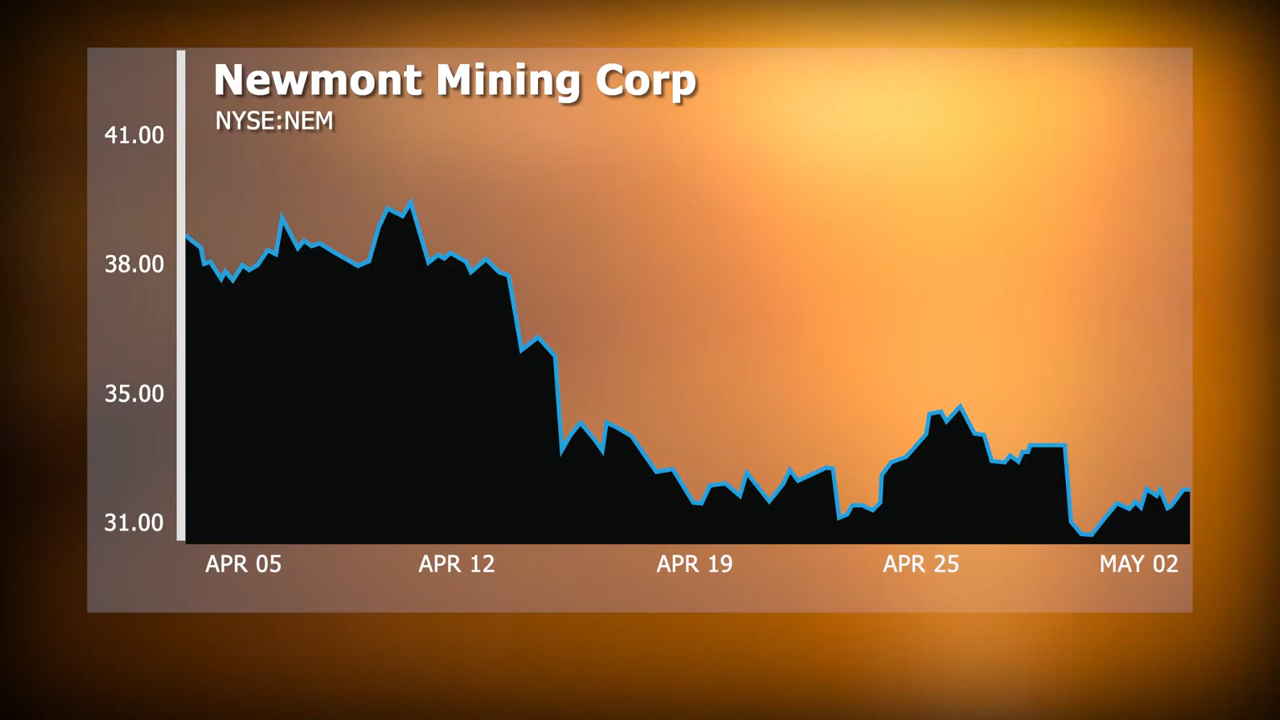 Newmont Mining Corp
NYSE:NEM
41.00
38.00
35.00
31.00
APR 05 APR 12 APR 19 APR 25 MAY 02